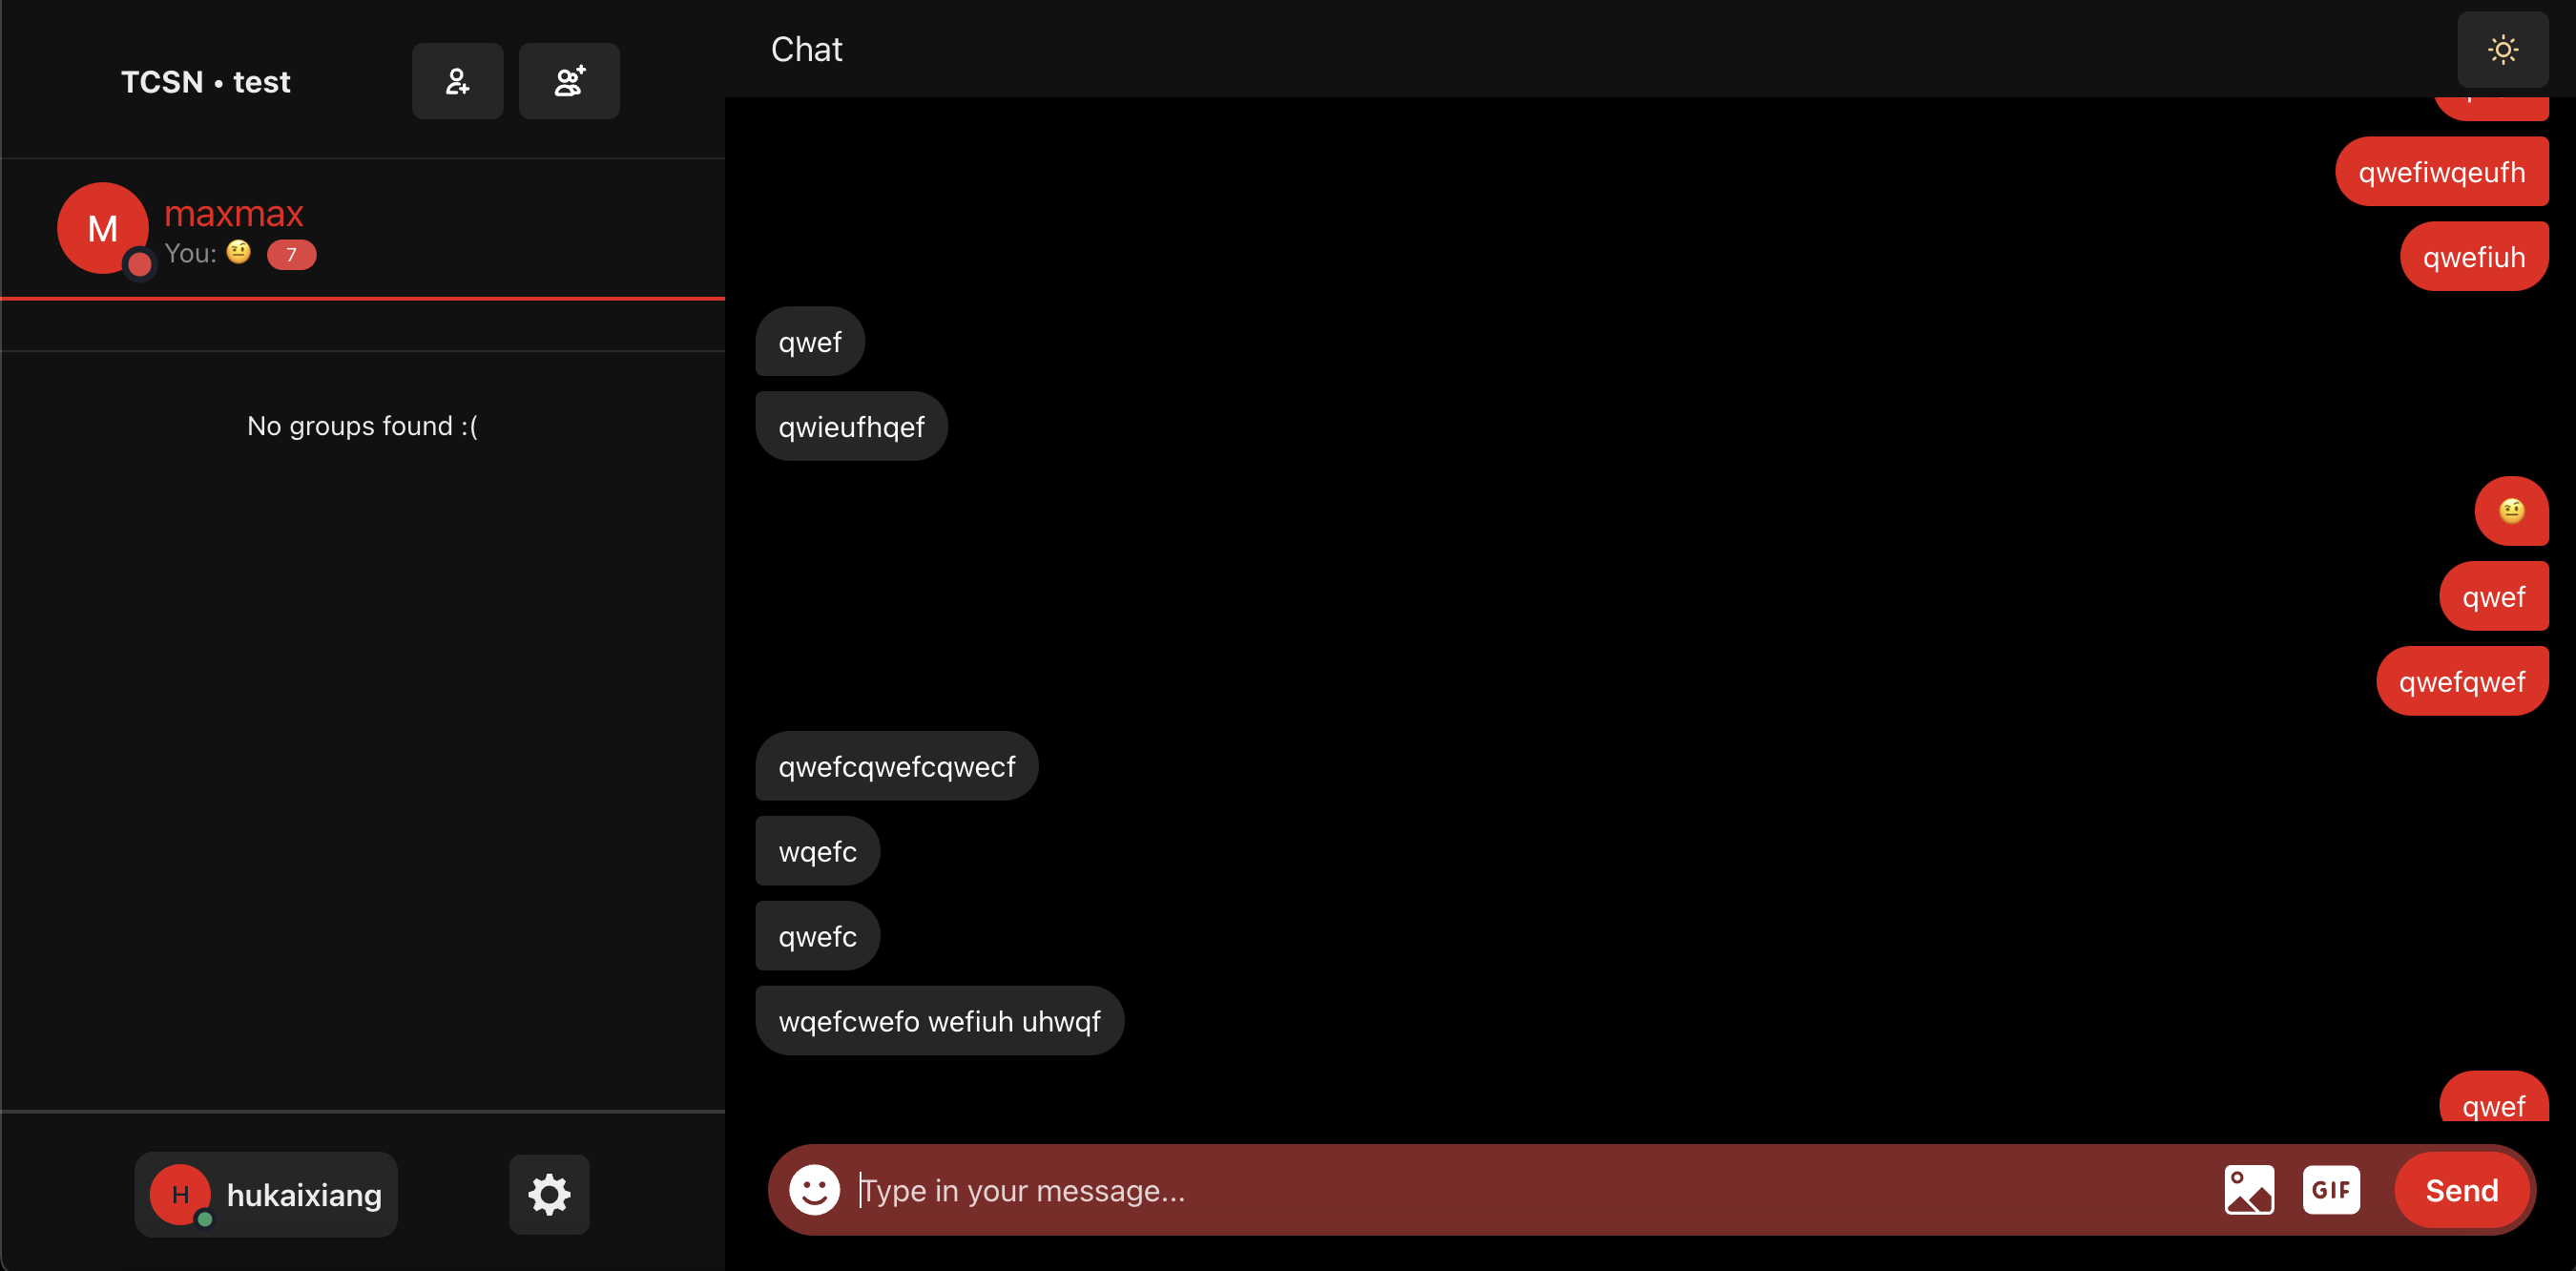 TCSN • test
M
maxmax
You: 🤨 7
No groups found :(
H
hukaixiang
Chat
qwefiwqeufh
qwefiuh
qwef
qwieufhqef
🤨
qwef
qwefqwef
qwefcqwefcqwecf
wqefc
qwefc
wqefcwefo wefiuh uhwqf
qwef
Type in your message...
GIF
Send